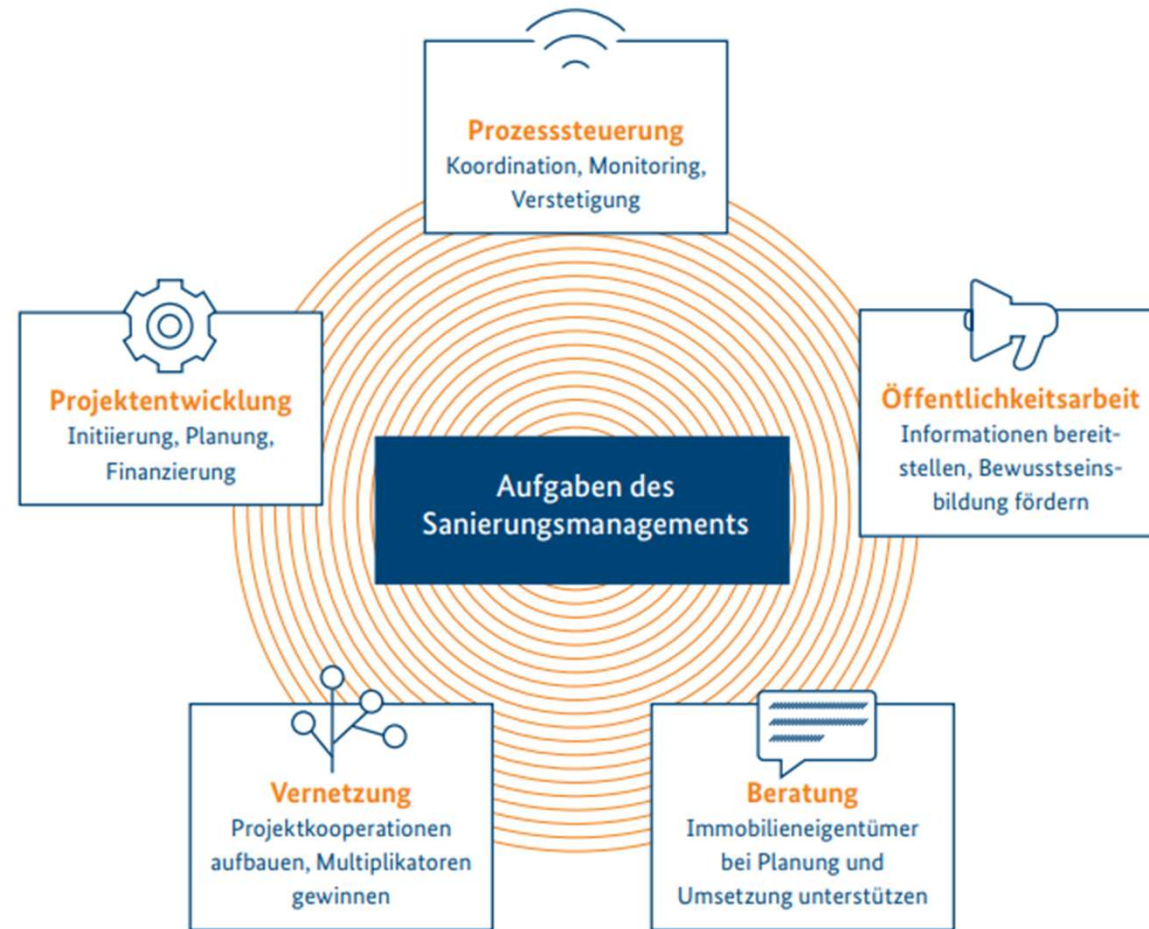 Prozesssteuerung
Koordination, Monitoring,
Verstetigung
Projektentwicklung
Initiierung, Planung,
Finanzierung
Öffentlichkeitsarbeit
Informationen bereit-
stellen, Bewusstseins-
bildung fördern
Aufgaben des
Sanierungsmanagements
Vernetzung
Projektkooperationen
aufbauen, Multiplikatoren
gewinnen
Beratung
Immobilieneigentümer
bei Planung und
Umsetzung unterstützen